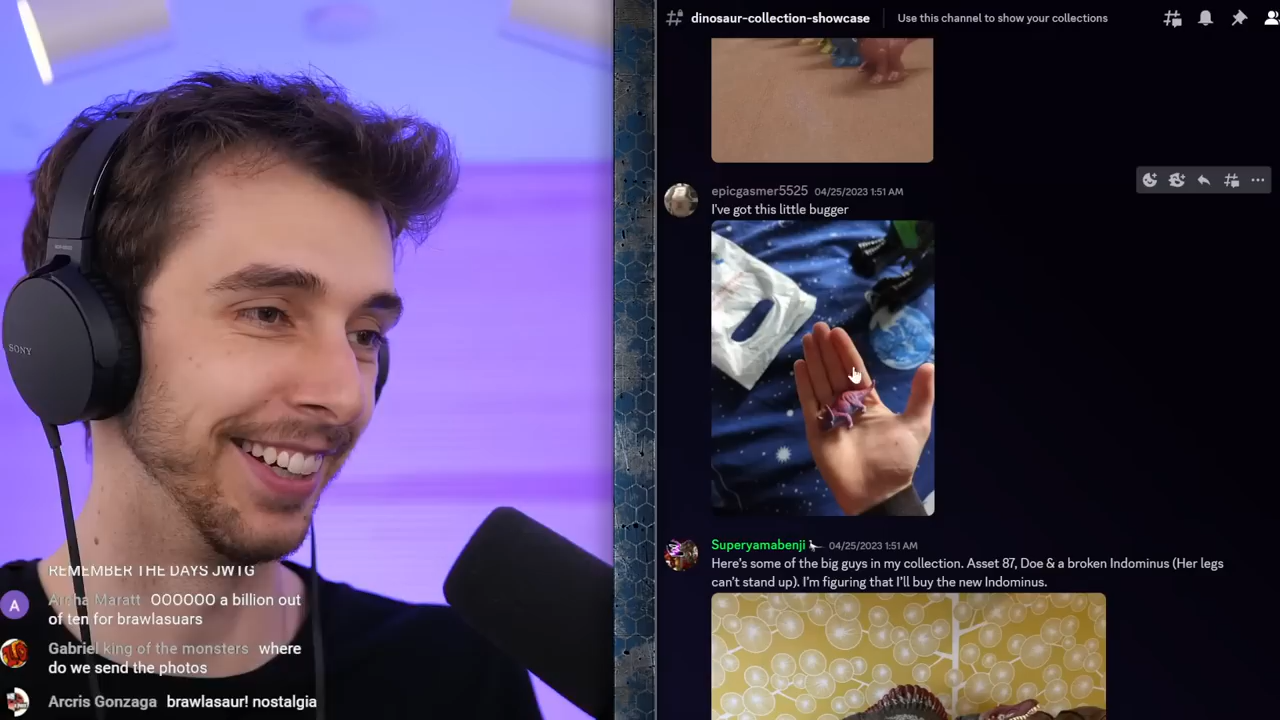 dinosaur-collection-showcase
Use this channel to show your collections
epicgasmer5525 04/25/2023 1:51 AM
I've got this little bugger
Superyamabenji 04/25/2023 1:51 AM
Here's some of the big guys in my collection. Asset 87, Doe & a broken Indominus (Her legs
can't stand up). I'm figuring that I'll buy the new Indominus.
SONY
REMEMBER THE DAYS JWTG
A
Archa Maratt OOOOOO a billion out
of ten for brawlasuars
Gabriel king of the monsters where
do we send the photos
Arcris Gonzaga brawlasaur! nostalgia